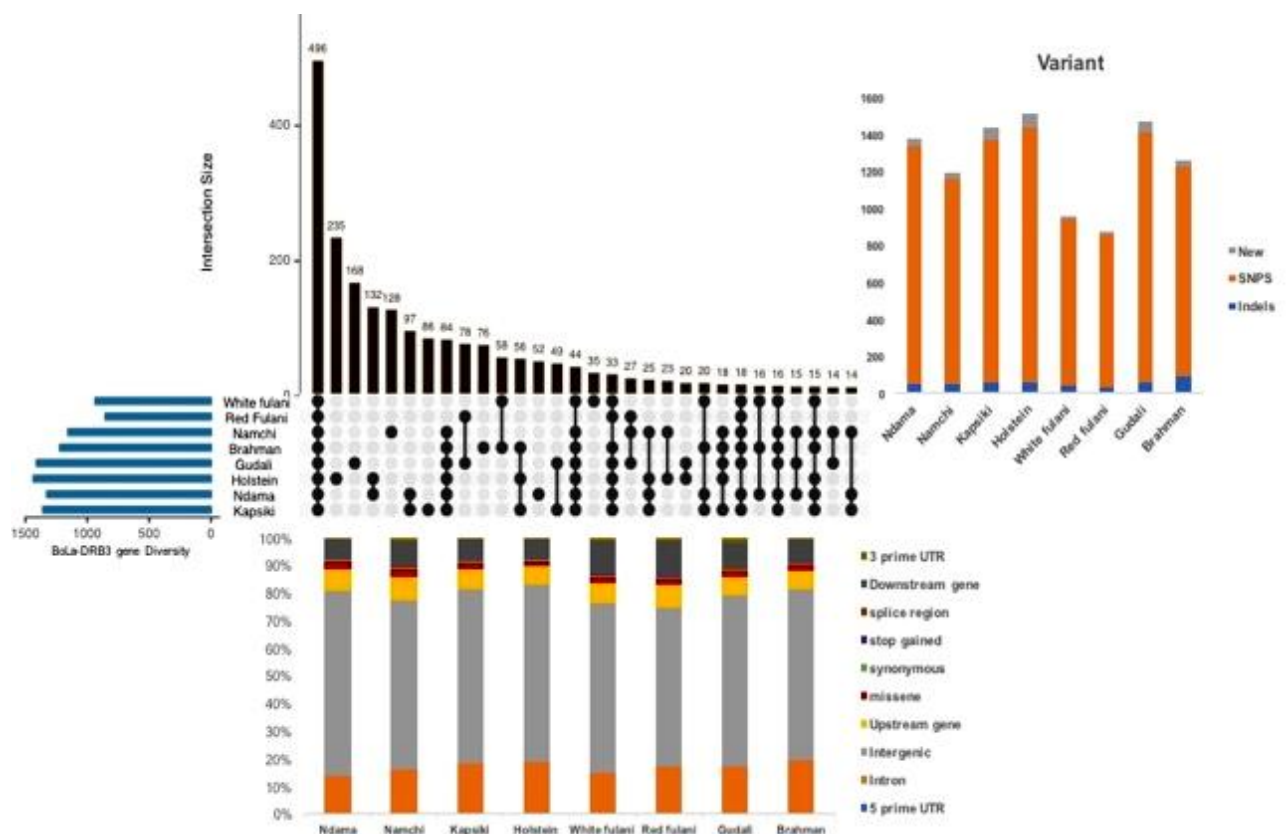 496
400
235
200
168
132
128
97
86
84
78
76
58
56
52
49
44
35
33
27
25
23
20
20
18
18
16
16
15
15
14
14
0
Intersection Size
White fulani
Red Fulani
Namchi
Brahman
Gudali
Holstein
Ndama
Kapsiki
1500 1000 500 0
BoLa-DRB3 gene Diversity
Variant
1600
1400
1200
1000
800
600
400
200
0
Ndama
Namchi
Kapsiki
Holstein
White fulani
Red fulani
Gudali
Brahman
New
SNPS
Indels
100%
90%
80%
70%
60%
50%
40%
30%
20%
10%
0%
Ndama Namchi Kapsiki Holstein White fulani Red fulani Gudali Brahman
3 prime UTR
Downstream gene
splice region
stop gained
synonymous
missene
Upstream gene
Intergenic
Intron
5 prime UTR